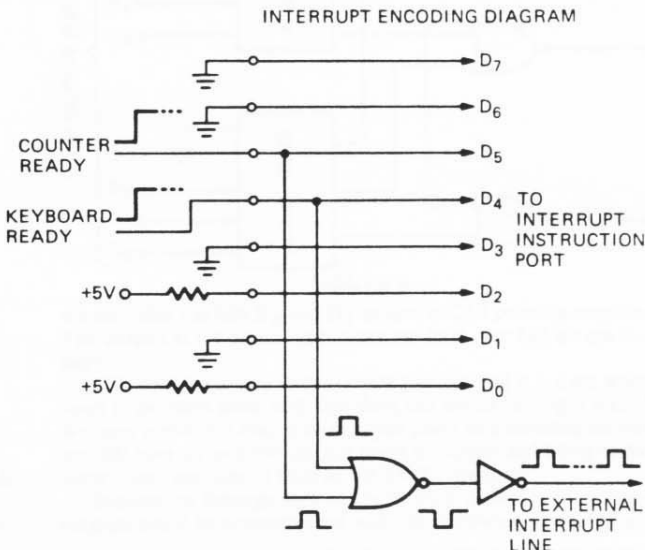 INTERRUPT ENCODING DIAGRAM
D7
D6
COUNTER
READY
D5
KEYBOARD
READY
D4
TO
INTERRUPT
INSTRUCTION
PORT
D3
+5V
D2
D1
+5V
D0
TO EXTERNAL
INTERRUPT
LINE